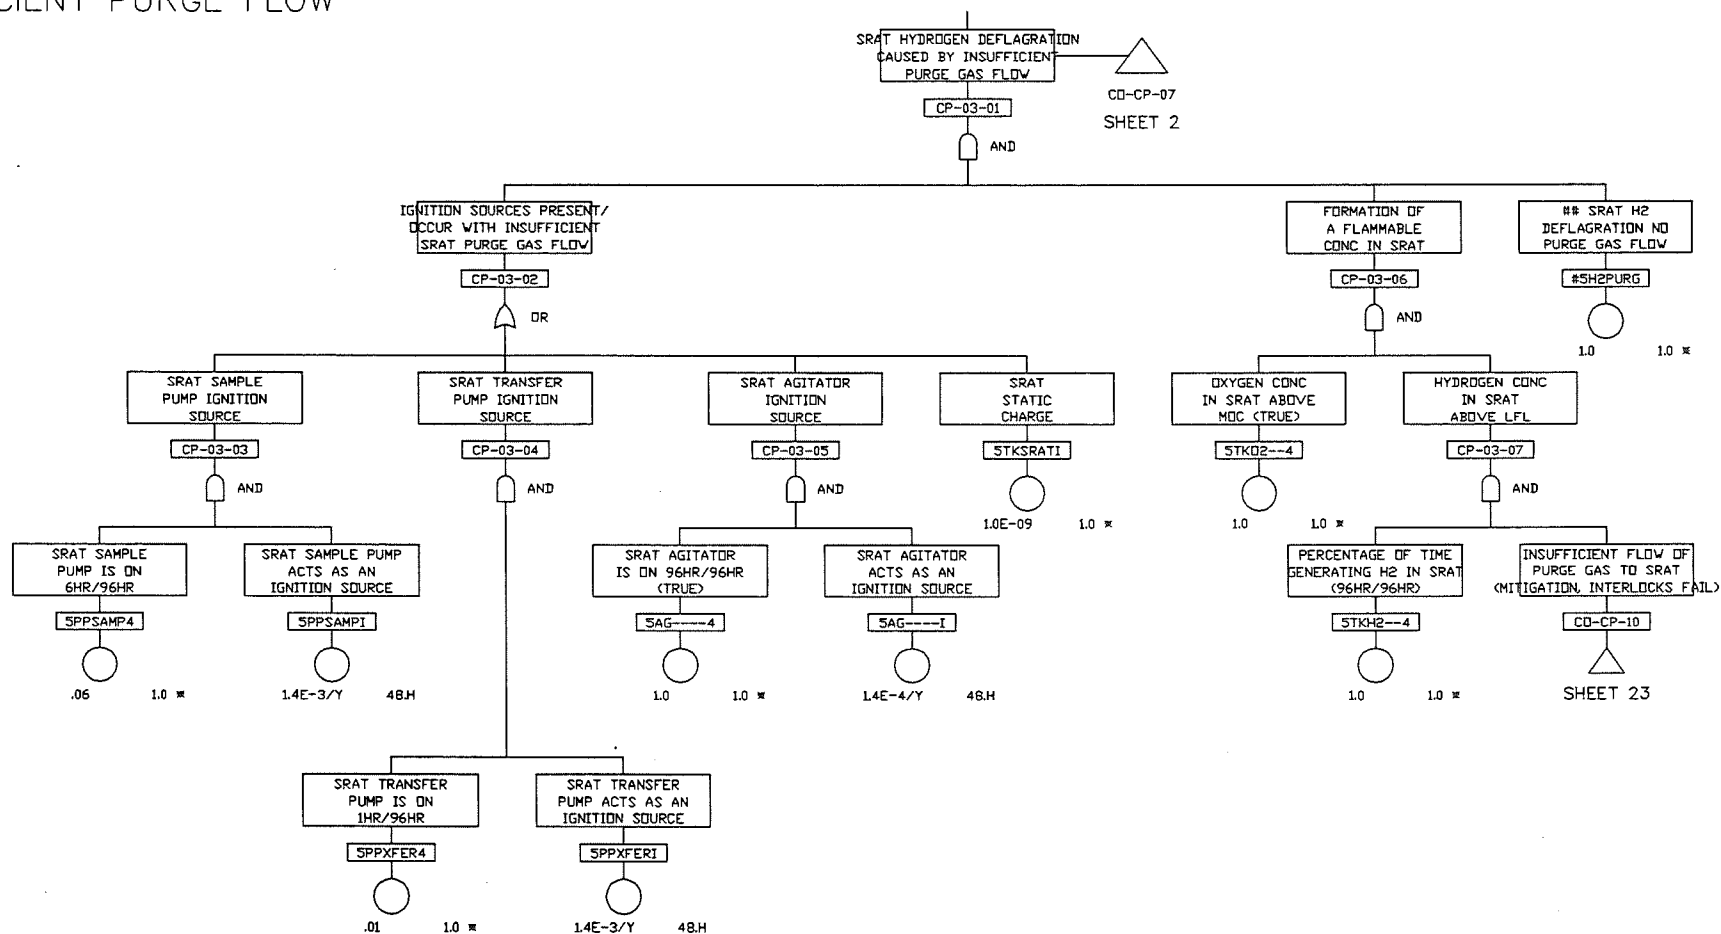 CIENT PURGE FLOW
SRAT HYDROGEN DEFLAGRATION
CAUSED BY INSUFFICIENT
PURGE GAS FLOW
CP-03-01
AND
CO-CP-07
SHEET 2
IGNITION SOURCES PRESENT/
OCCUR WITH INSUFFICIENT
SRAT PURGE GAS FLOW
CP-03-02
OR
FORMATION OF
A FLAMMABLE
CONC IN SRAT
CP-03-06
AND
## SRAT H2
DEFLAGRATION NO
PURGE GAS FLOW
#5H2PURG
1.0 1.0 *
SRAT SAMPLE
PUMP IGNITION
SOURCE
CP-03-03
AND
SRAT TRANSFER
PUMP IGNITION
SOURCE
CP-03-04
AND
SRAT AGITATOR
IGNITION
SOURCE
CP-03-05
AND
SRAT
STATIC
CHARGE
5TKSRATI
1.0E-09 1.0 *
OXYGEN CONC
IN SRAT ABOVE
MOC (TRUE)
5TKO2--4
1.0 1.0 *
HYDROGEN CONC
IN SRAT
ABOVE LFL
CP-03-07
AND
SRAT SAMPLE
PUMP IS ON
6HR/96HR
5PPSAMP4
.06 1.0 *
SRAT SAMPLE PUMP
ACTS AS AN
IGNITION SOURCE
5PPSAMPI
1.4E-3/Y 48.H
SRAT AGITATOR
IS ON 96HR/96HR
(TRUE)
5AG----4
1.0 1.0 *
SRAT AGITATOR
ACTS AS AN
IGNITION SOURCE
5AG----I
1.4E-4/Y 48.H
PERCENTAGE OF TIME
GENERATING H2 IN SRAT
(96HR/96HR)
5TKH2--4
1.0 1.0 *
INSUFFICIENT FLOW OF
PURGE GAS TO SRAT
(MITIGATION, INTERLOCKS FAIL)
CO-CP-10
SHEET 23
SRAT TRANSFER
PUMP IS ON
1HR/96HR
5PPXFER4
.01 1.0 *
SRAT TRANSFER
PUMP ACTS AS AN
IGNITION SOURCE
5PPXFERI
1.4E-3/Y 48.H